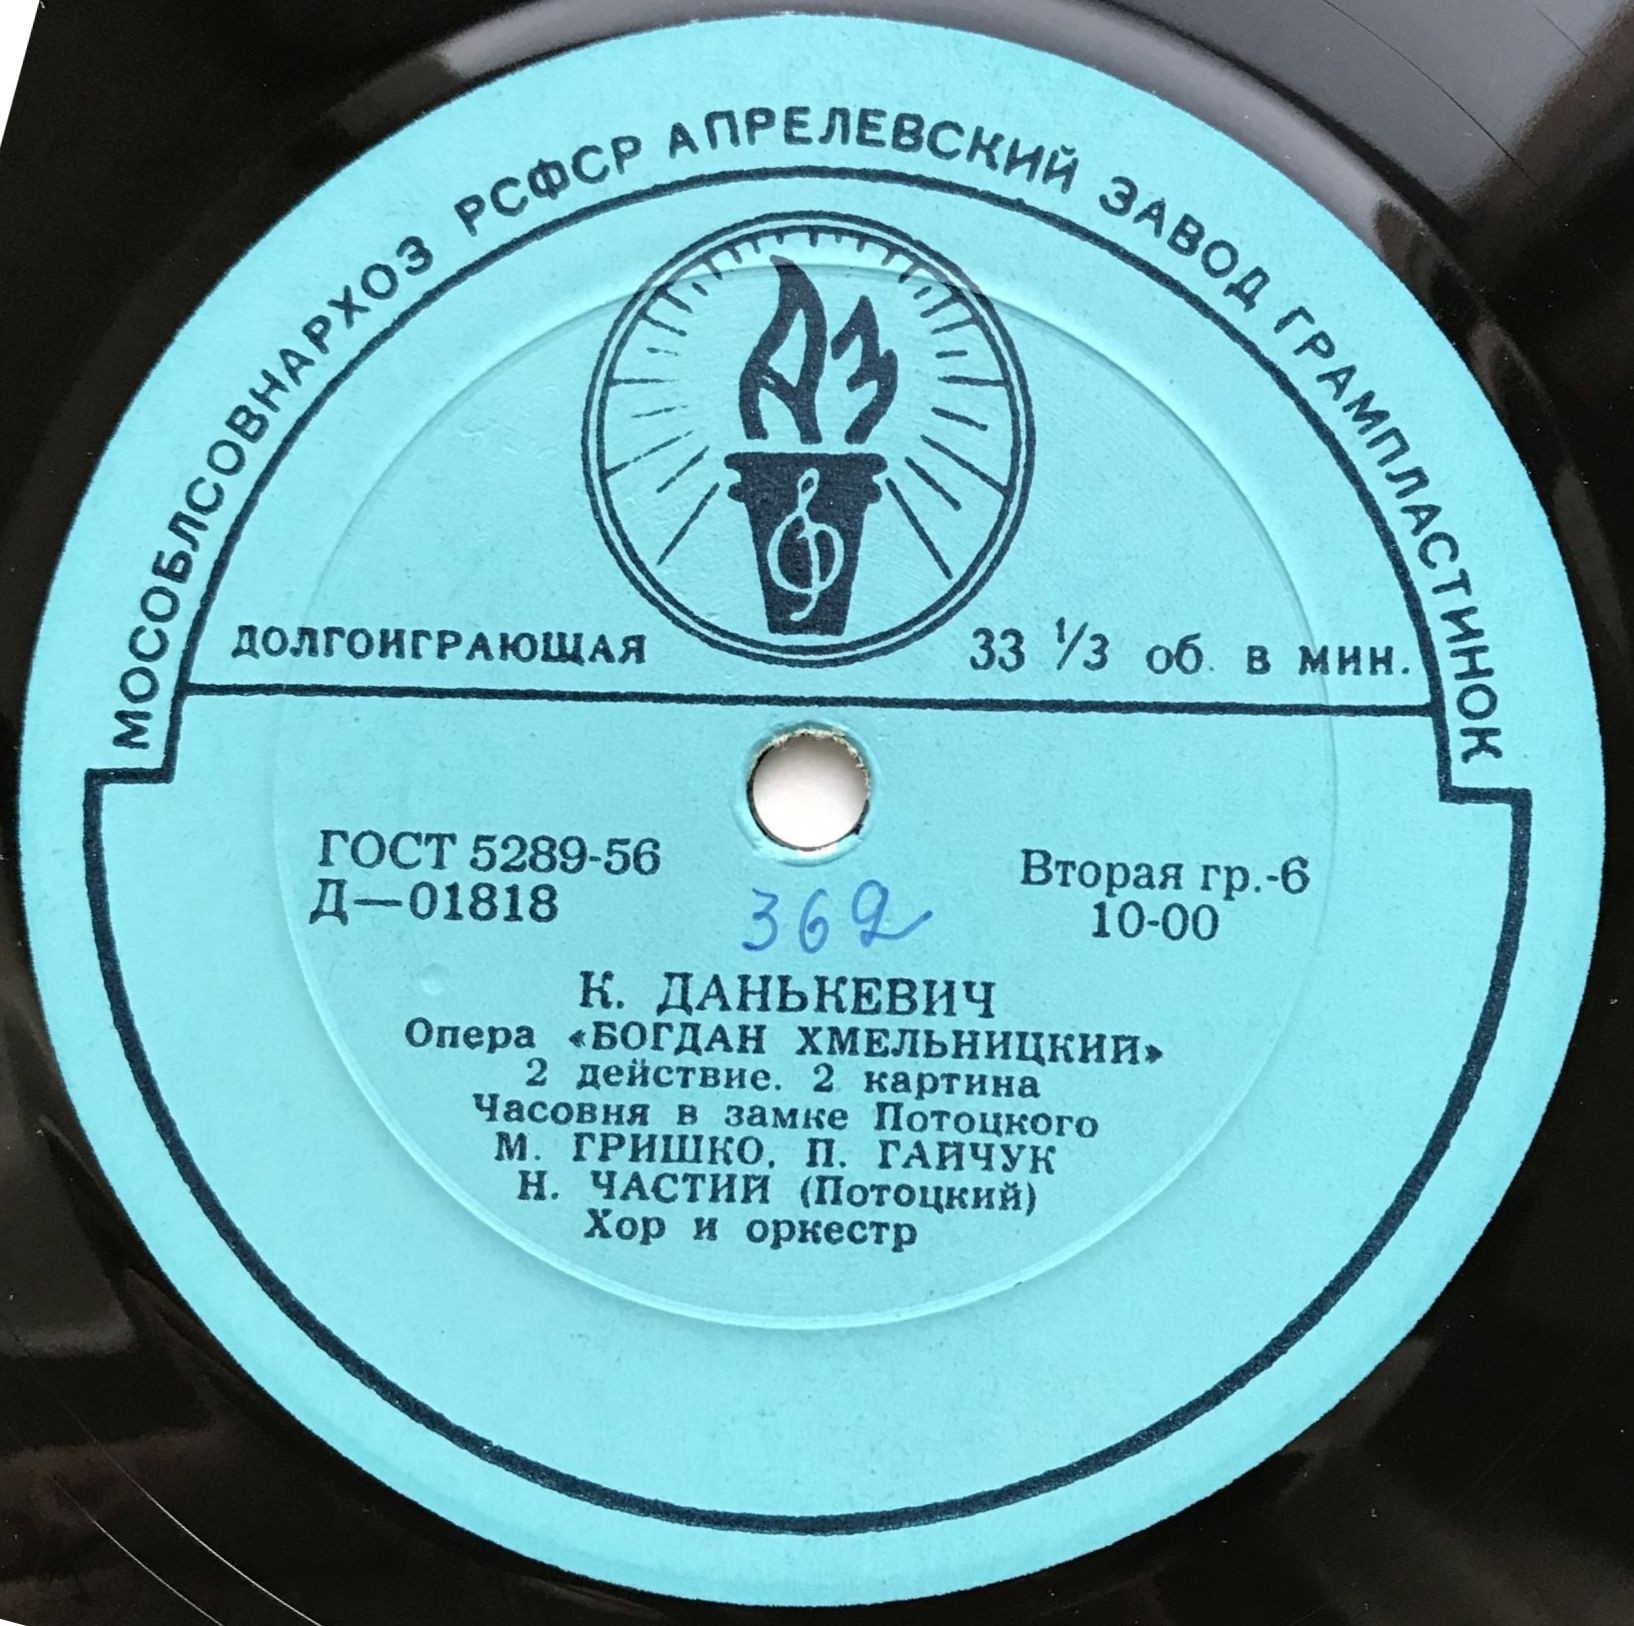 МОСОБЛСОВНАРХОЗ РСФСР АПРЕЛЕВСКИЙ ЗАВОД ГРАМПЛАСТИНОК
АЗ
ДОЛГОИГРАЮЩАЯ 33 1/3 об. в мин.
ГОСТ 5289-56 Вторая гр.-6
Д—01818 10-00
362
К. ДАНЬКЕВИЧ
Опера «БОГДАН ХМЕЛЬНИЦКИЙ»
2 действие. 2 картина
Часовня в замке Потоцкого
М. ГРИШКО, П. ГАЙЧУК
Н. ЧАСТИЙ (Потоцкий)
Хор и оркестр